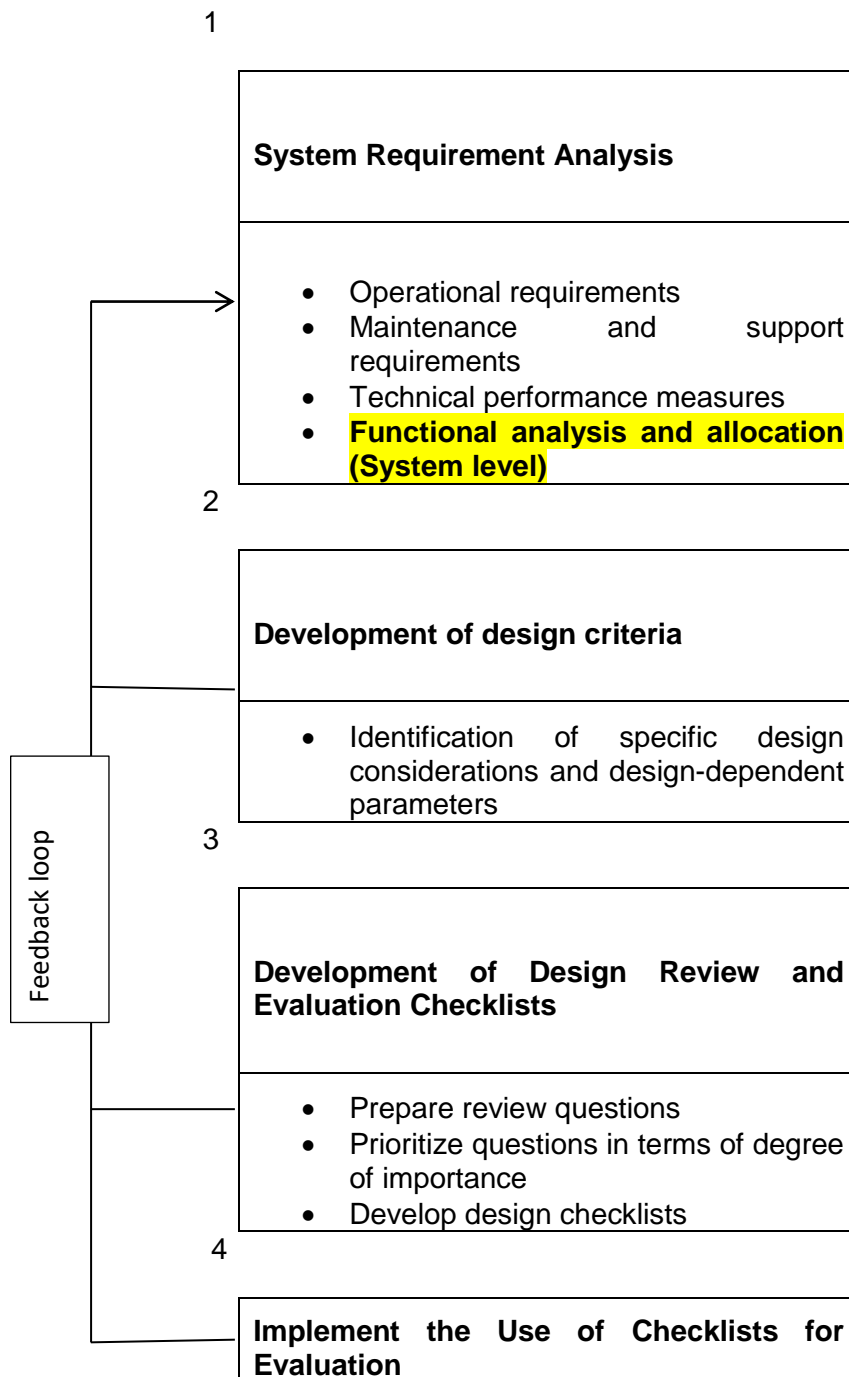 1
System Requirement Analysis
• Operational requirements
• Maintenance and support
requirements
• Technical performance measures
• Functional analysis and allocation
(System level)
2
Development of design criteria
• Identification of specific design
considerations and design-dependent
parameters
3
Feedback loop
Development of Design Review and
Evaluation Checklists
• Prepare review questions
• Prioritize questions in terms of degree
of importance
• Develop design checklists
4
Implement the Use of Checklists for
Evaluation